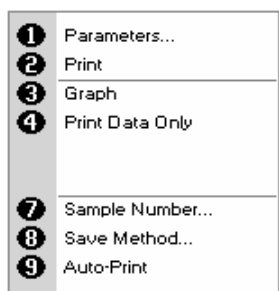 1 Parameters...
2 Print
3 Graph
4 Print Data Only
7 Sample Number...
8 Save Method...
9 Auto-Print